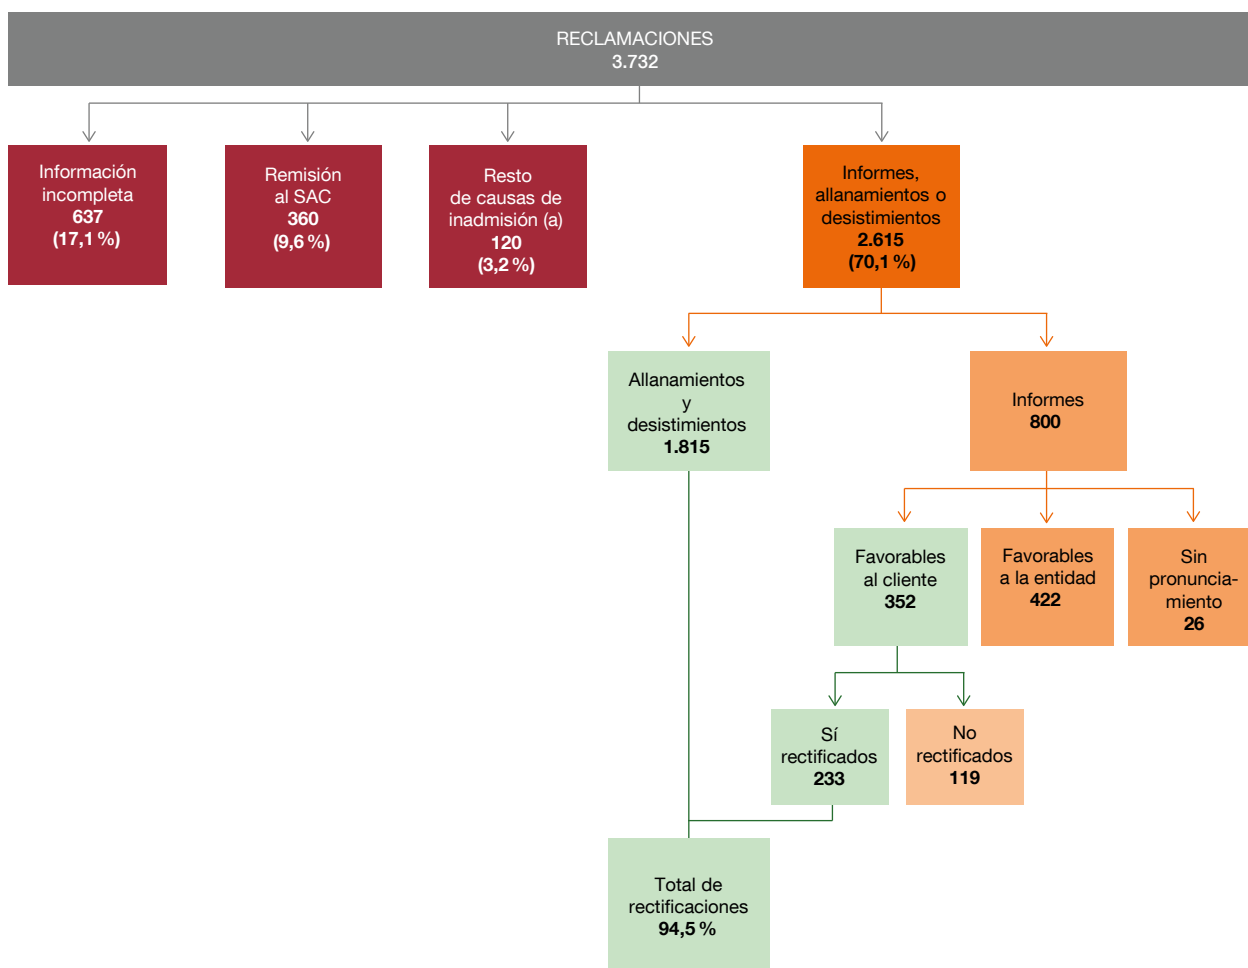 RECLAMACIONES
3.732
Información
incompleta
637
(17,1 %)
Remisión
al SAC
360
(9,6 %)
Resto
de causas de
inadmisión (a)
120
(3,2 %)
Informes,
allanamientos o
desistimientos
2.615
(70,1 %)
Allanamientos
y
desistimientos
1.815
Informes
800
Favorables
al cliente
352
Favorables
a la entidad
422
Sin
pronuncia-
miento
26
Sí
rectificados
233
No
rectificados
119
Total de
rectificaciones
94,5 %